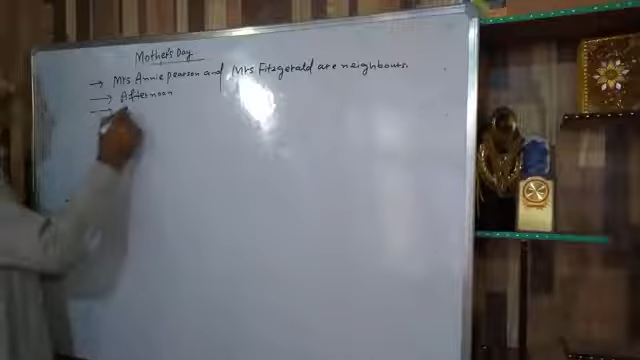 Mother's Day
→ Mrs Annie pearson and Mrs Fitzgerald are neighbours.
→ Afternoon
→